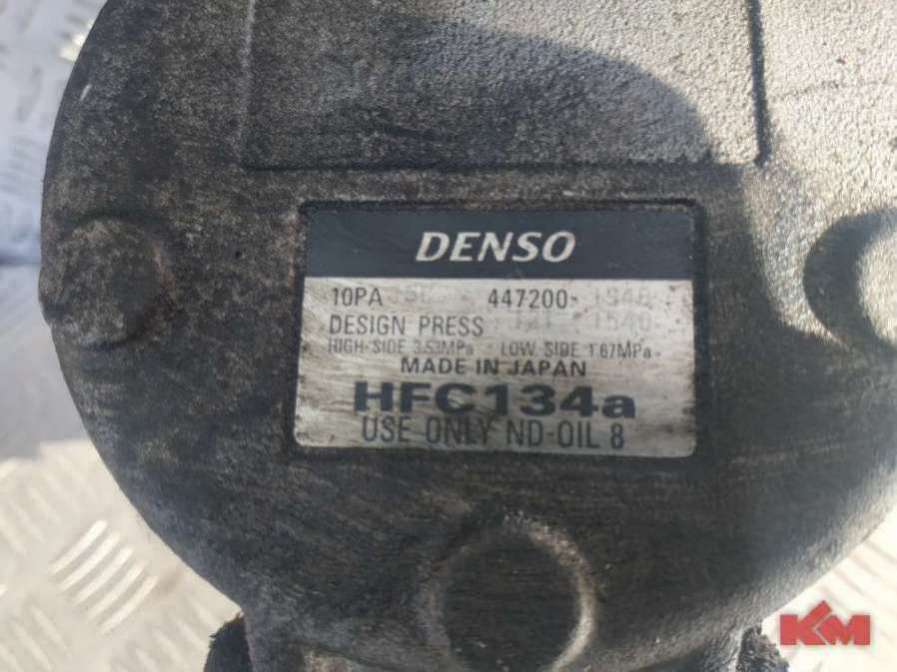 DENSO
10PA
447200-
DESIGN PRESS
HIGH-SIDE 3.53MPa - LOW SIDE 1.67MPa
MADE IN JAPAN
HFC134a
USE ONLY ND-OIL 8
KM